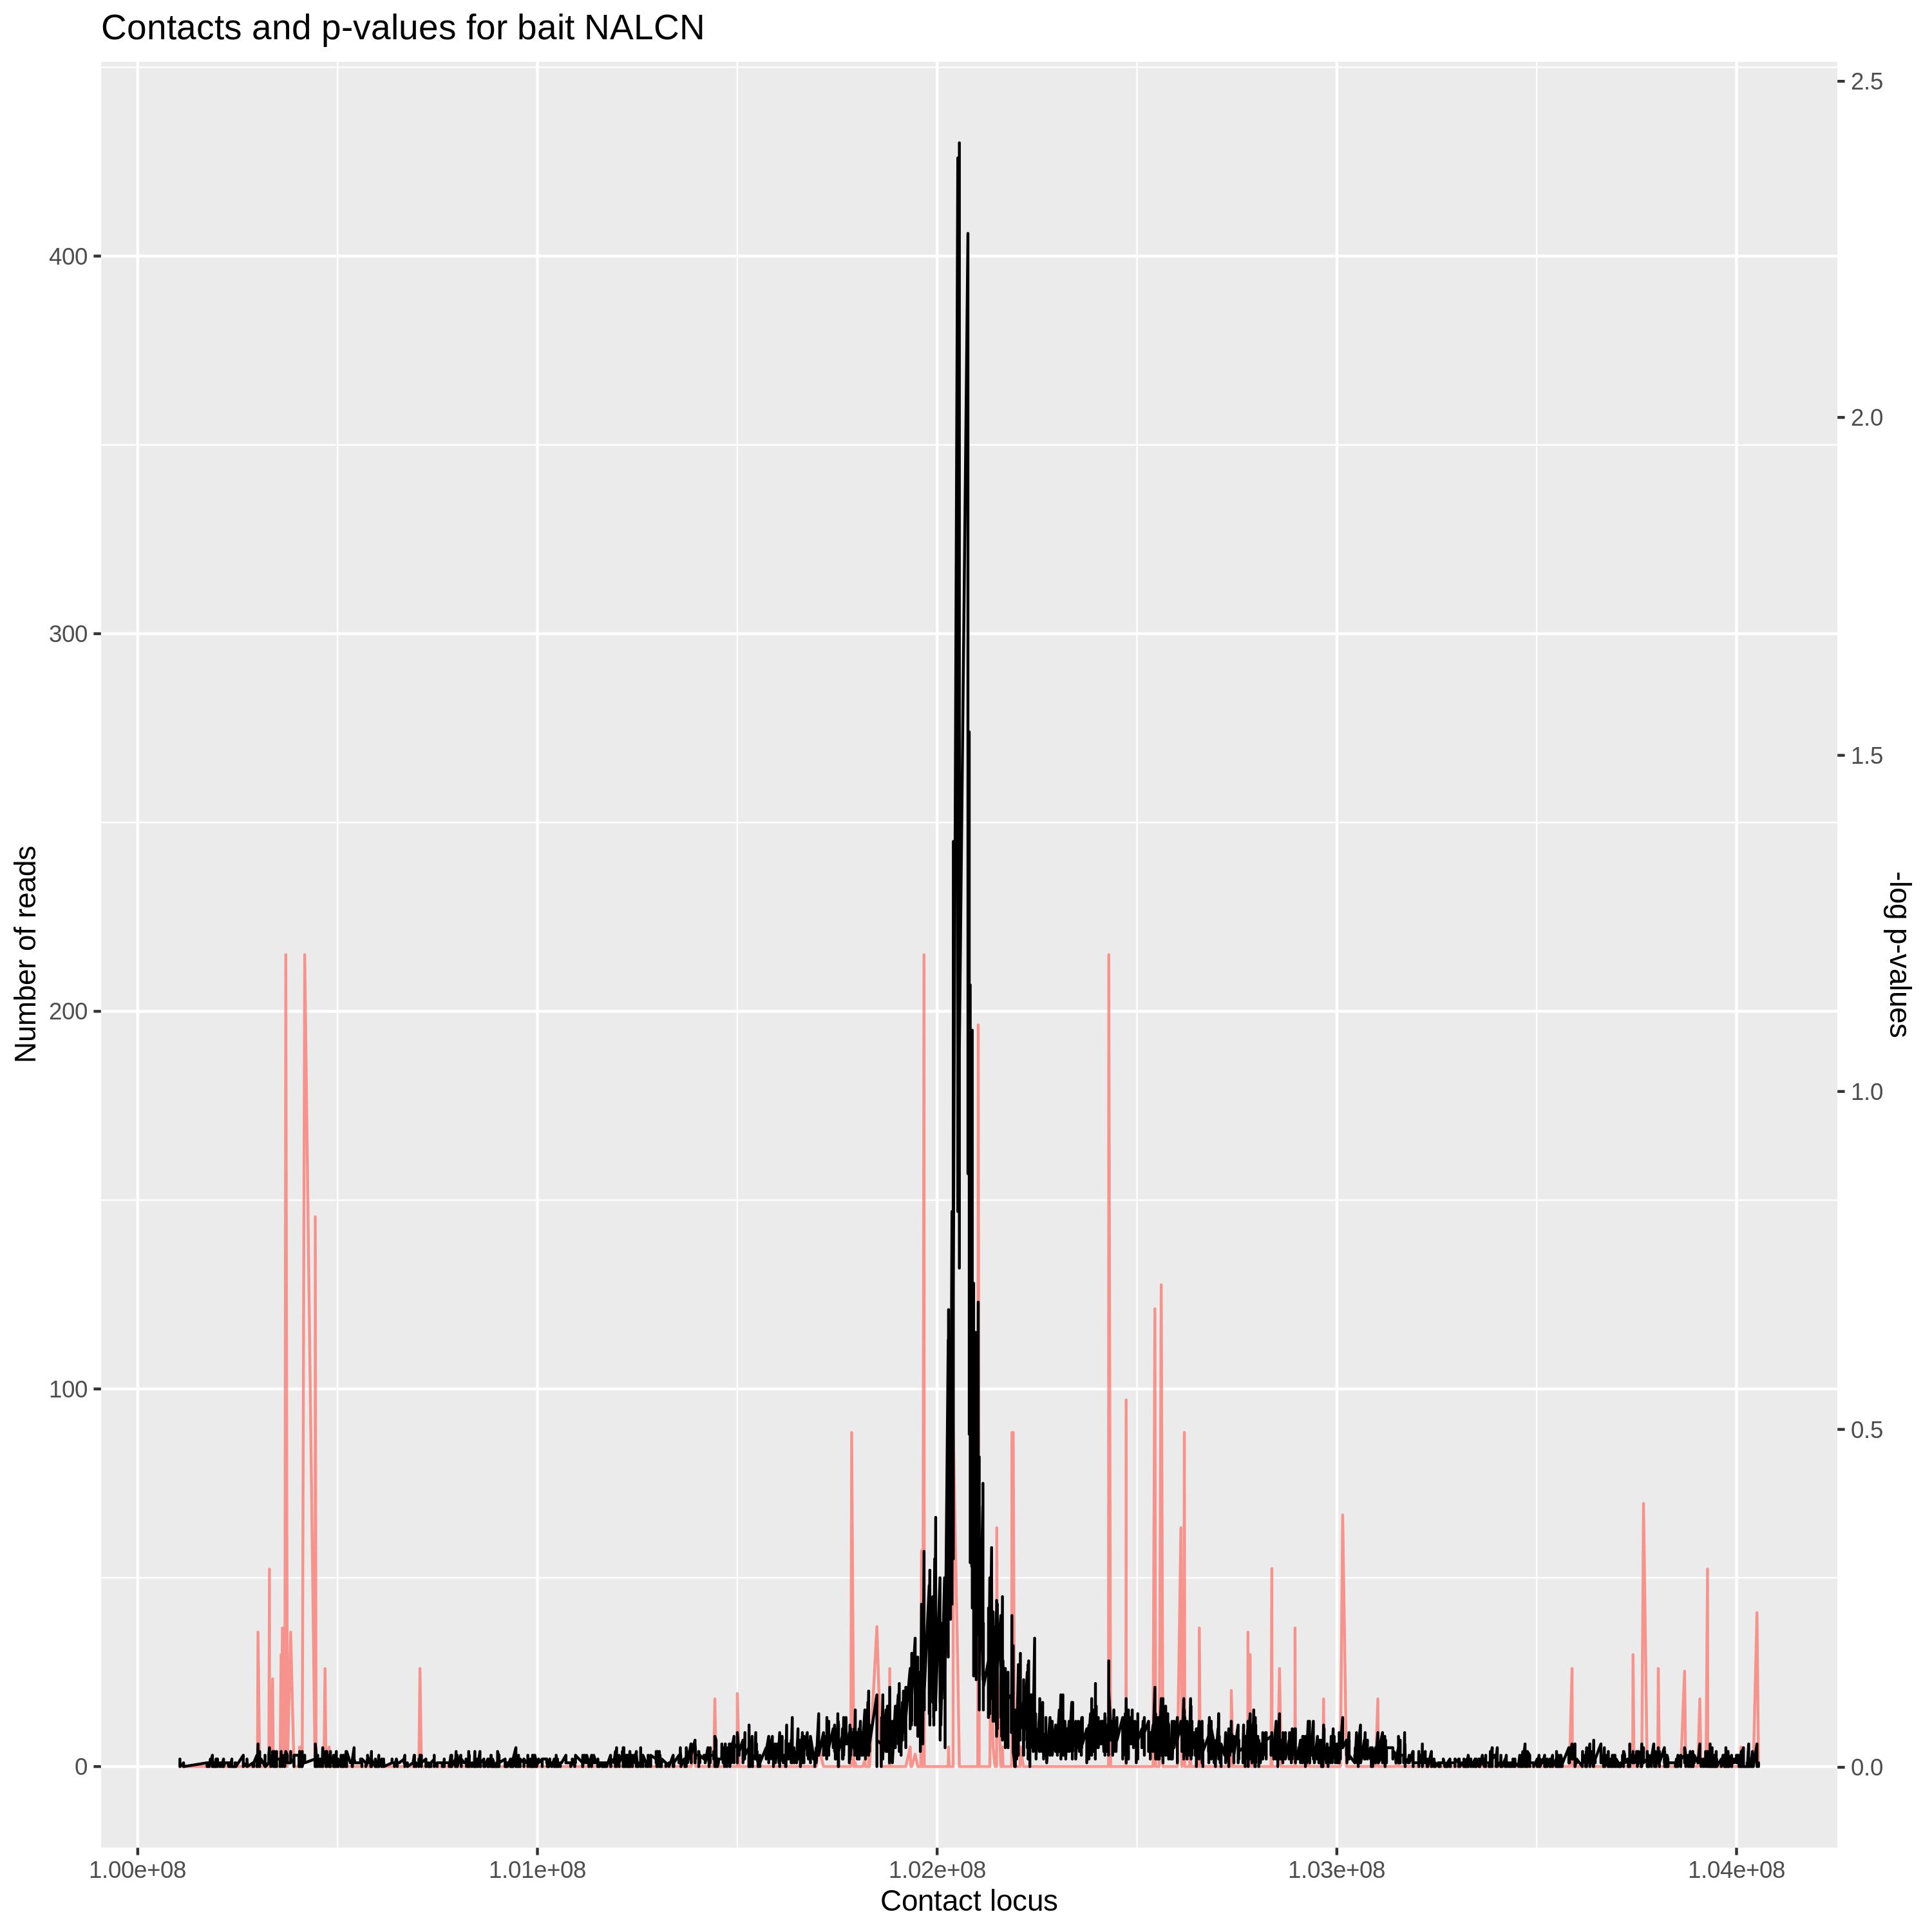 Contacts and p-values for bait NALCN
Number of reads
400
300
200
100
0
2.5
2.0
1.5
1.0
0.5
0.0
-log p-values
1.00e+08
1.01e+08
1.02e+08
1.03e+08
1.04e+08
Contact locus